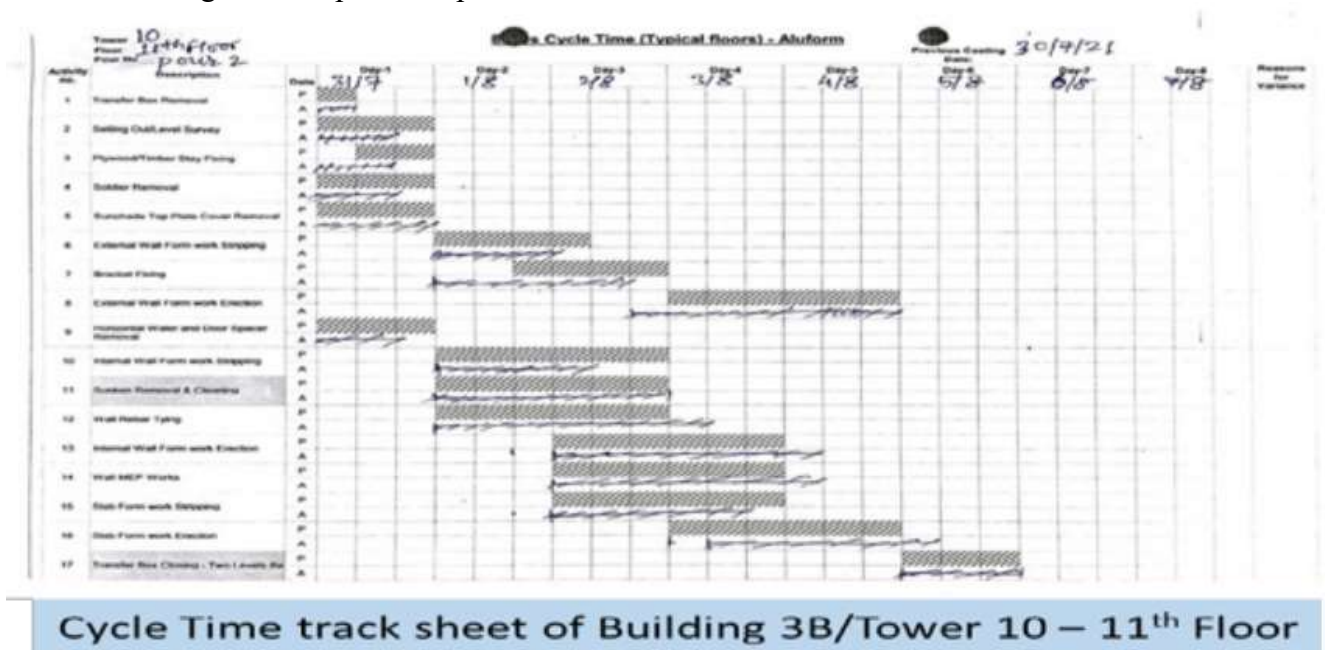 Tower 10
Floor 11th floor
Pour No pour 2
s Cycle Time (Typical floors) - Aluform
Previous Casting Date: 30/7/21
Activity no. Description Date Day-1 Day-2 Day-3 Day-4 Day-5 Day-6 Day-7 Day-8 Reasons for Variance
31/7 1/8 2/8 3/8 4/8 5/8 6/8 7/8
1 Transfer Box Removal P A
2 Setting Out/Level Survey P A
3 Plywood/Timber Stay Fixing P A
4 Soldier Removal P A
5 Sunshade Top Plate Cover Removal P A
6 External Wall Form work Stripping P A
7 Bracket Fixing P A
8 External Wall Form work Erection P A
9 Horizontal Waler and Door Spacer Removal P A
10 Internal Wall Form work Stripping P A
11 Sunken Removal & Cleaning P A
12 Wall Rebar Tying P A
13 Internal Wall Form work Erection P A
14 Wall MEP Works P A
15 Slab Form work Stripping P A
16 Slab Form work Erection P A
17 Transfer Box Closing - Two Levels Re P A
Cycle Time track sheet of Building 3B/Tower 10 – 11th Floor